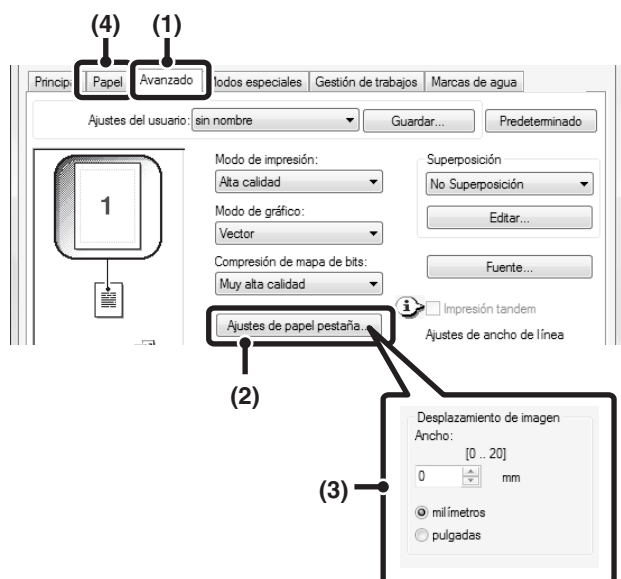 (4) (1)
Princip Papel Avanzado Modos especiales Gestión de trabajos Marcas de agua
Ajustes del usuario: sin nombre Guardar... Predeterminado
Modo de impresión: Superposición
Alta calidad No Superposición
1
Modo de gráfico: Editar...
Vector
Compresión de mapa de bits: Fuente...
Muy alta calidad
Impresión tandem
Ajustes de papel pestaña... Ajustes de ancho de línea
(2)
Desplazamiento de imagen
Ancho:
[0 .. 20]
0 mm
(3)
milímetros
pulgadas